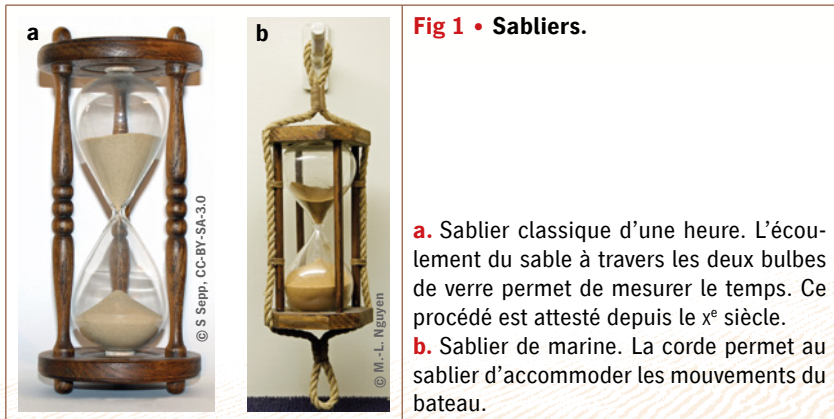 a
b
© S Sepp, CC-BY-SA-3.0
© M.-L. Nguyen
Fig 1 • Sabliers.
a. Sablier classique d'une heure. L'écou-
lement du sable à travers les deux bulbes
de verre permet de mesurer le temps. Ce
procédé est attesté depuis le xe siècle.
b. Sablier de marine. La corde permet au
sablier d'accommoder les mouvements du
bateau.